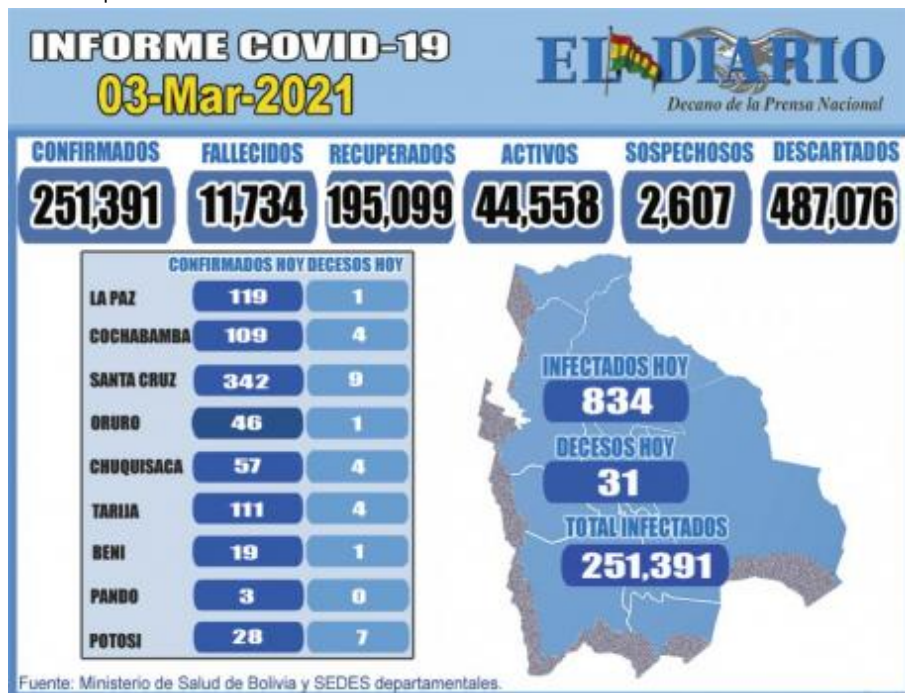 INFORME COVID-19
03-Mar-2021
EL DIARIO
Decano de la Prensa Nacional
CONFIRMADOS FALLECIDOS RECUPERADOS ACTIVOS SOSPECHOSOS DESCARTADOS
251,391 11,734 195,099 44,558 2,607 487,076
CONFIRMADOS HOY DECESOS HOY
LA PAZ 119 1
COCHABAMBA 109 4
SANTA CRUZ 342 9
ORURO 46 1
CHUQUISACA 57 4
TARIJA 111 4
BENI 19 1
PANDO 3 0
POTOSI 28 7
INFECTADOS HOY
834
DECESOS HOY
31
TOTAL INFECTADOS
251,391
Fuente: Ministerio de Salud de Bolivia y SEDES departamentales.